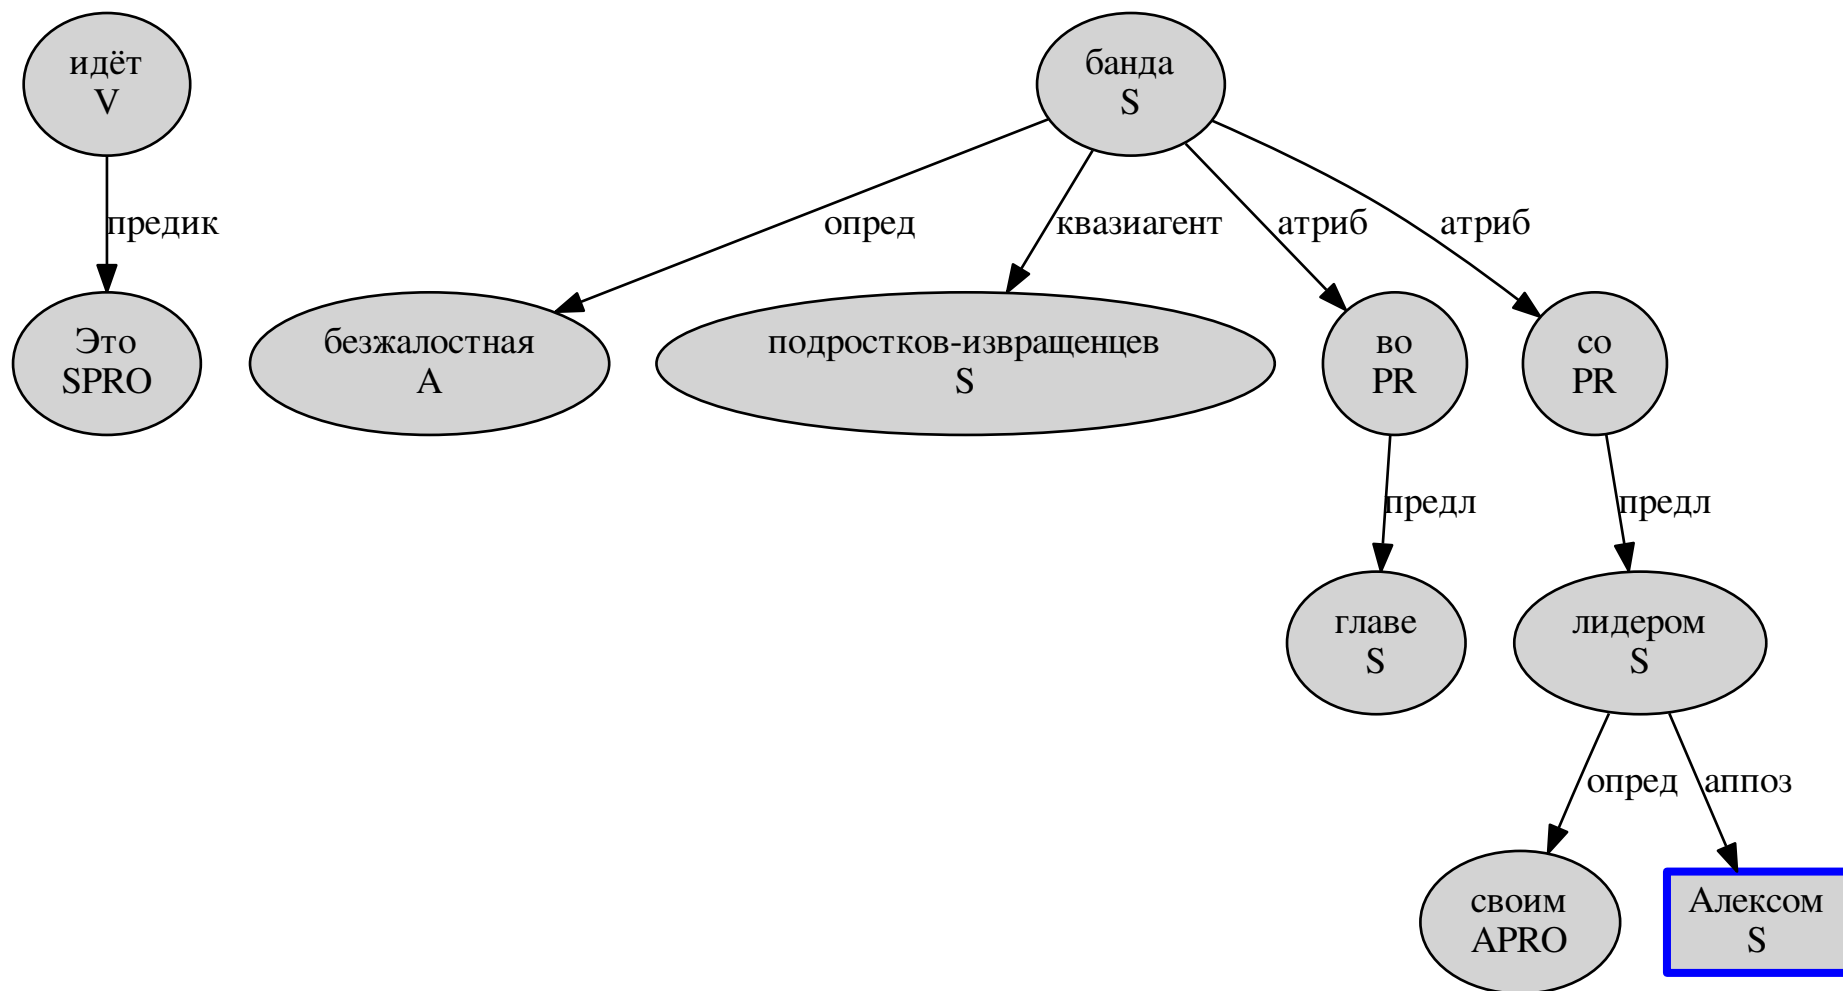 идёт
V
банда
S
предик
опред
квазиагент
атриб
атриб
Это
SPRO
безжалостная
A
подростков-извращенцев
S
во
PR
со
PR
предл
предл
главе
S
лидером
S
опред
аппоз
своим
APRO
Алексом
S